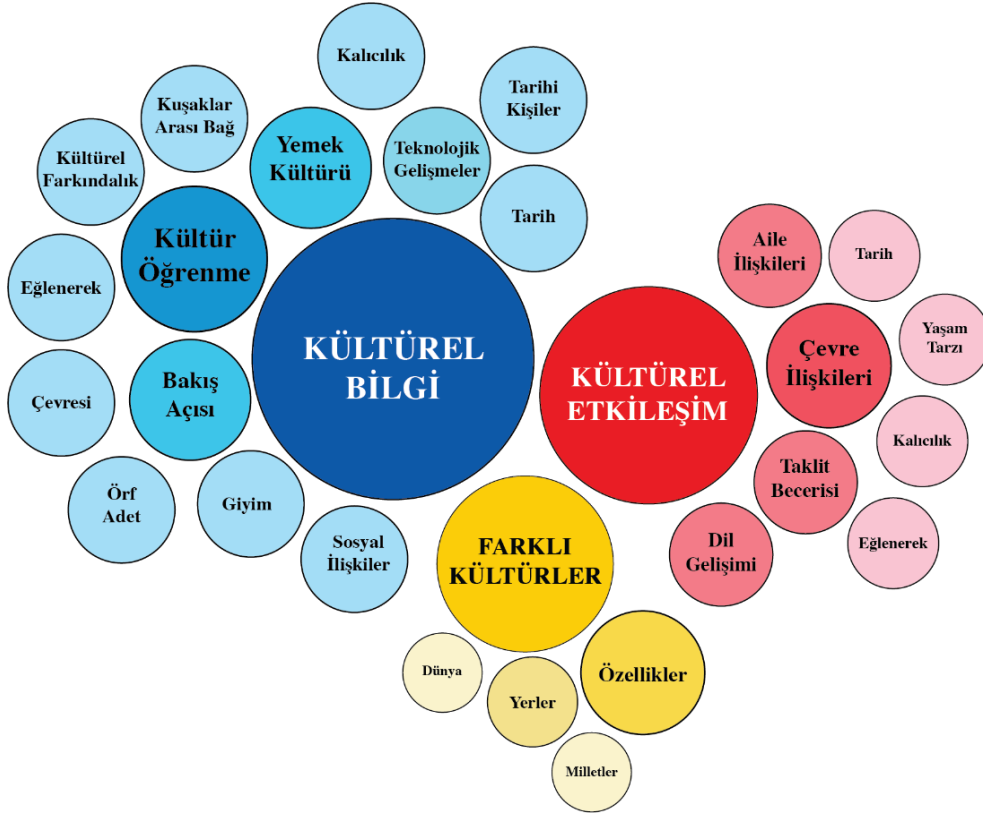 Kalıcılık
Tarihi
Kişiler
Kuşaklar
Arası Bağ
Yemek
Kültürü
Teknolojik
Gelişmeler
Kültürel
Farkındalık
Tarih
Kültür
Öğrenme
Eğlenerek
KÜLTÜREL
BİLGİ
Bakış
Açısı
Çevresi
Örf
Adet
Giyim
Sosyal
İlişkiler
Aile
İlişkileri
Tarih
Yaşam
Tarzı
Çevre
İlişkileri
KÜLTÜREL
ETKİLEŞİM
Kalıcılık
Taklit
Becerisi
Dil
Gelişimi
Eğlenerek
FARKLI
KÜLTÜRLER
Dünya
Yerler
Özellikler
Milletler